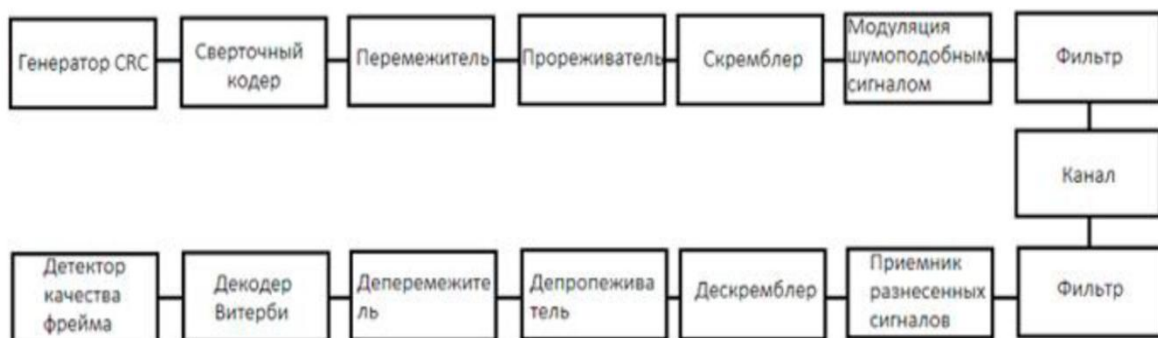 Генератор CRC
Сверточный
кодер
Перемежитель
Прореживатель
Скремблер
Модуляция
шумоподобным
сигналом
Фильтр
Канал
Детектор
качества
фрейма
Декодер
Витерби
Деперемежите
ль
Депропежива
тель
Дескремблер
Приемник
разнесенных
сигналов
Фильтр